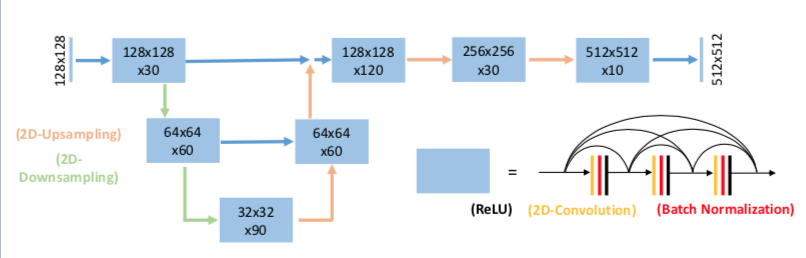 128x128
128x128
x30
128x128
x120
256x256
x30
512x512
x10
512x512
(2D-Upsampling)
(2D-
Downsampling)
64x64
x60
64x64
x60
32x32
x90
=
(ReLU)
(2D-Convolution)
(Batch Normalization)